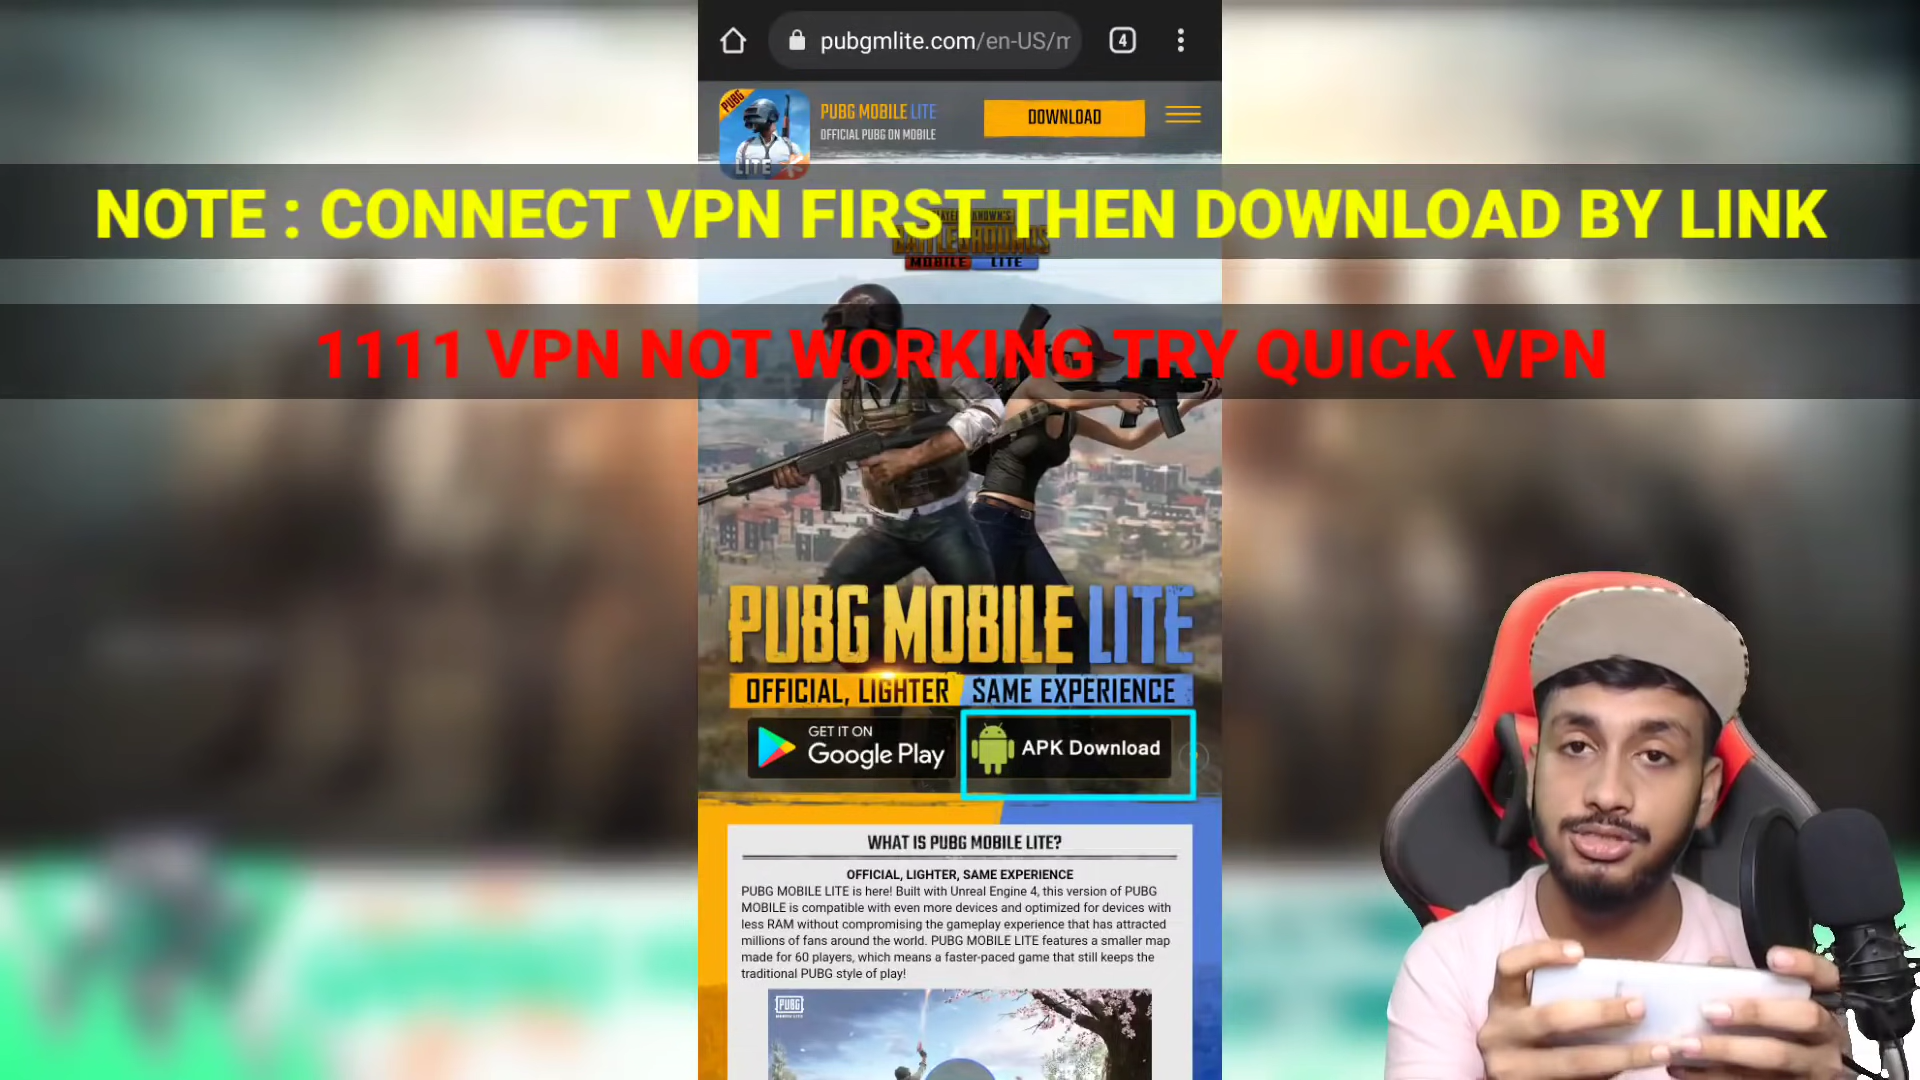 pubgmlite.com/en-US/m
4
PUBG
LITE
PUBG MOBILE LITE
OFFICIAL PUBG ON MOBILE
DOWNLOAD
NOTE : CONNECT VPN FIRST THEN DOWNLOAD BY LINK
MOBILE LITE
1111 VPN NOT WORKING TRY QUICK VPN
PUBG MOBILE LITE
OFFICIAL, LIGHTER SAME EXPERIENCE
GET IT ON
Google Play
APK Download
WHAT IS PUBG MOBILE LITE?
OFFICIAL, LIGHTER, SAME EXPERIENCE
PUBG MOBILE LITE is here! Built with Unreal Engine 4, this version of PUBG
MOBILE is compatible with even more devices and optimized for devices with
less RAM without compromising the gameplay experience that has attracted
millions of fans around the world. PUBG MOBILE LITE features a smaller map
made for 60 players, which means a faster-paced game that still keeps the
traditional PUBG style of play!
PUBG